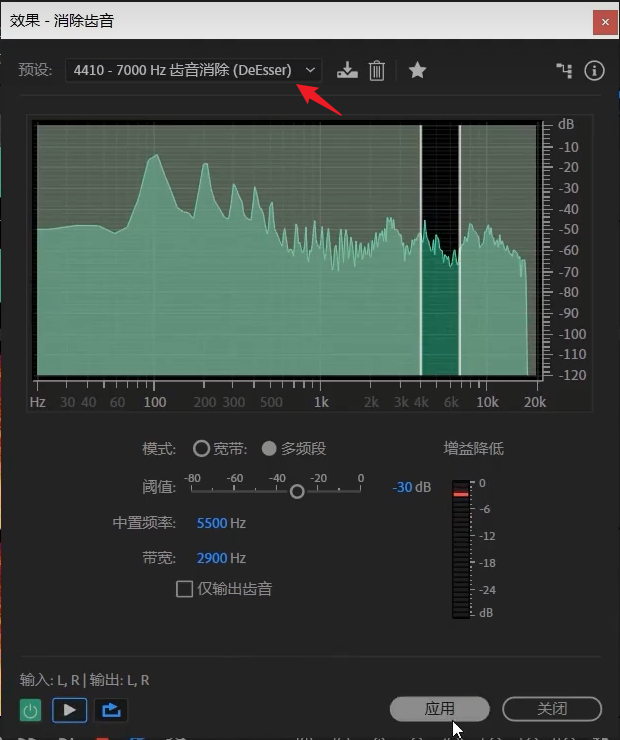 效果 - 消除齿音
预设: 4410 - 7000 Hz 齿音消除 (DeEsser)
dB
-10
-20
-30
-40
-50
-60
-70
-80
-90
-100
-110
-120
Hz 30 40 60 100 200 300 500 1k 2k 3k 4k 6k 10k 20k
模式: 宽带: 多频段 增益降低
-80 -60 -40 -20 0
阈值: -30 dB
中置频率: 5500 Hz
带宽: 2900 Hz
仅输出齿音
0
-6
-12
-18
-24
dB
输入: L, R | 输出: L, R
应用 关闭